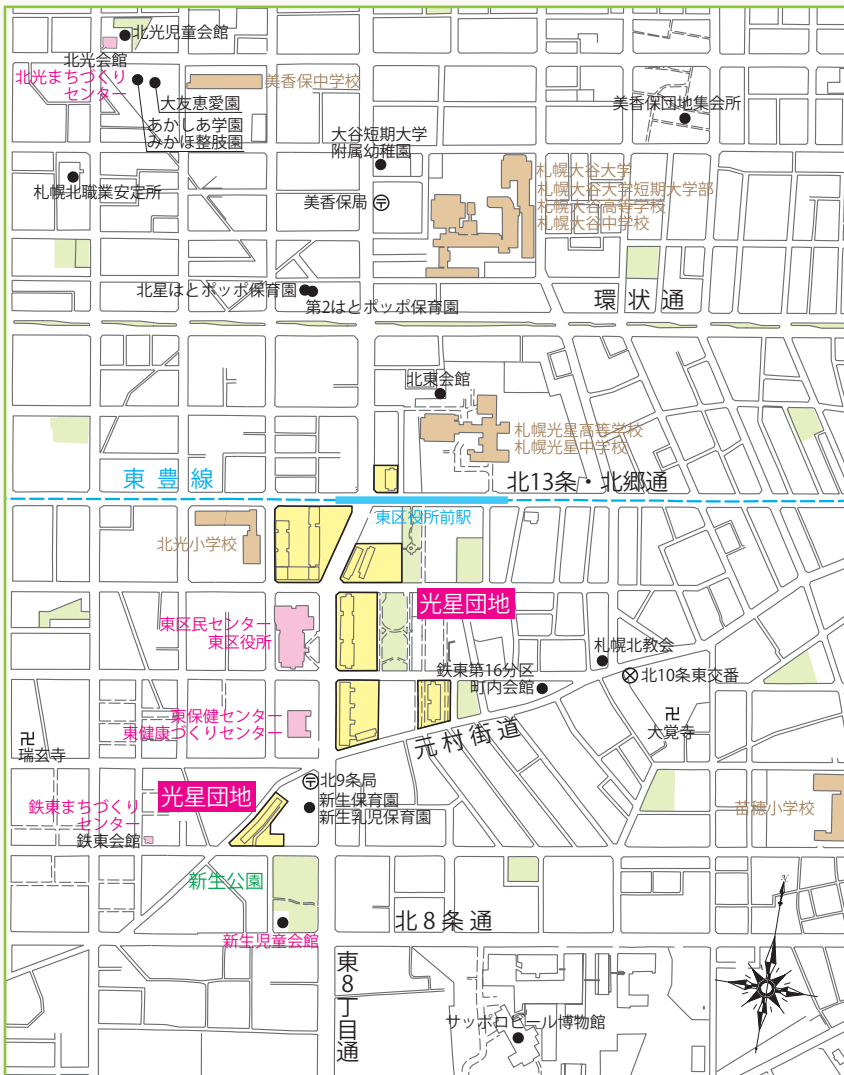 北光児童会館
北光会館
北光まちづくり
センター
大友恵愛園
あかしあ学園
みかほ整肢園
美香保中学校
美香保団地集会所
大谷短期大学
附属幼稚園
札幌大谷大学
札幌大谷大学短期大学部
札幌大谷高等学校
札幌大谷中学校
札幌北職業安定所
美香保局
北星はとポッポ保育園
第2はとポッポ保育園
環状通
北東会館
札幌光星高等学校
札幌光星中学校
東豊線
北13条・北郷通
東区役所前駅
北光小学校
光星団地
東区民センター
東区役所
札幌北教会
鉄東第16分区
町内会館
北10条東交番
東保健センター
東健康づくりセンター
元村街道
大覚寺
瑞玄寺
北9条局
光星団地
新生保育園
新生乳児保育園
鉄東まちづくり
センター
鉄東会館
苗穂小学校
新生公園
北8条通
新生児童会館
東8丁目通
サッポロビール博物館